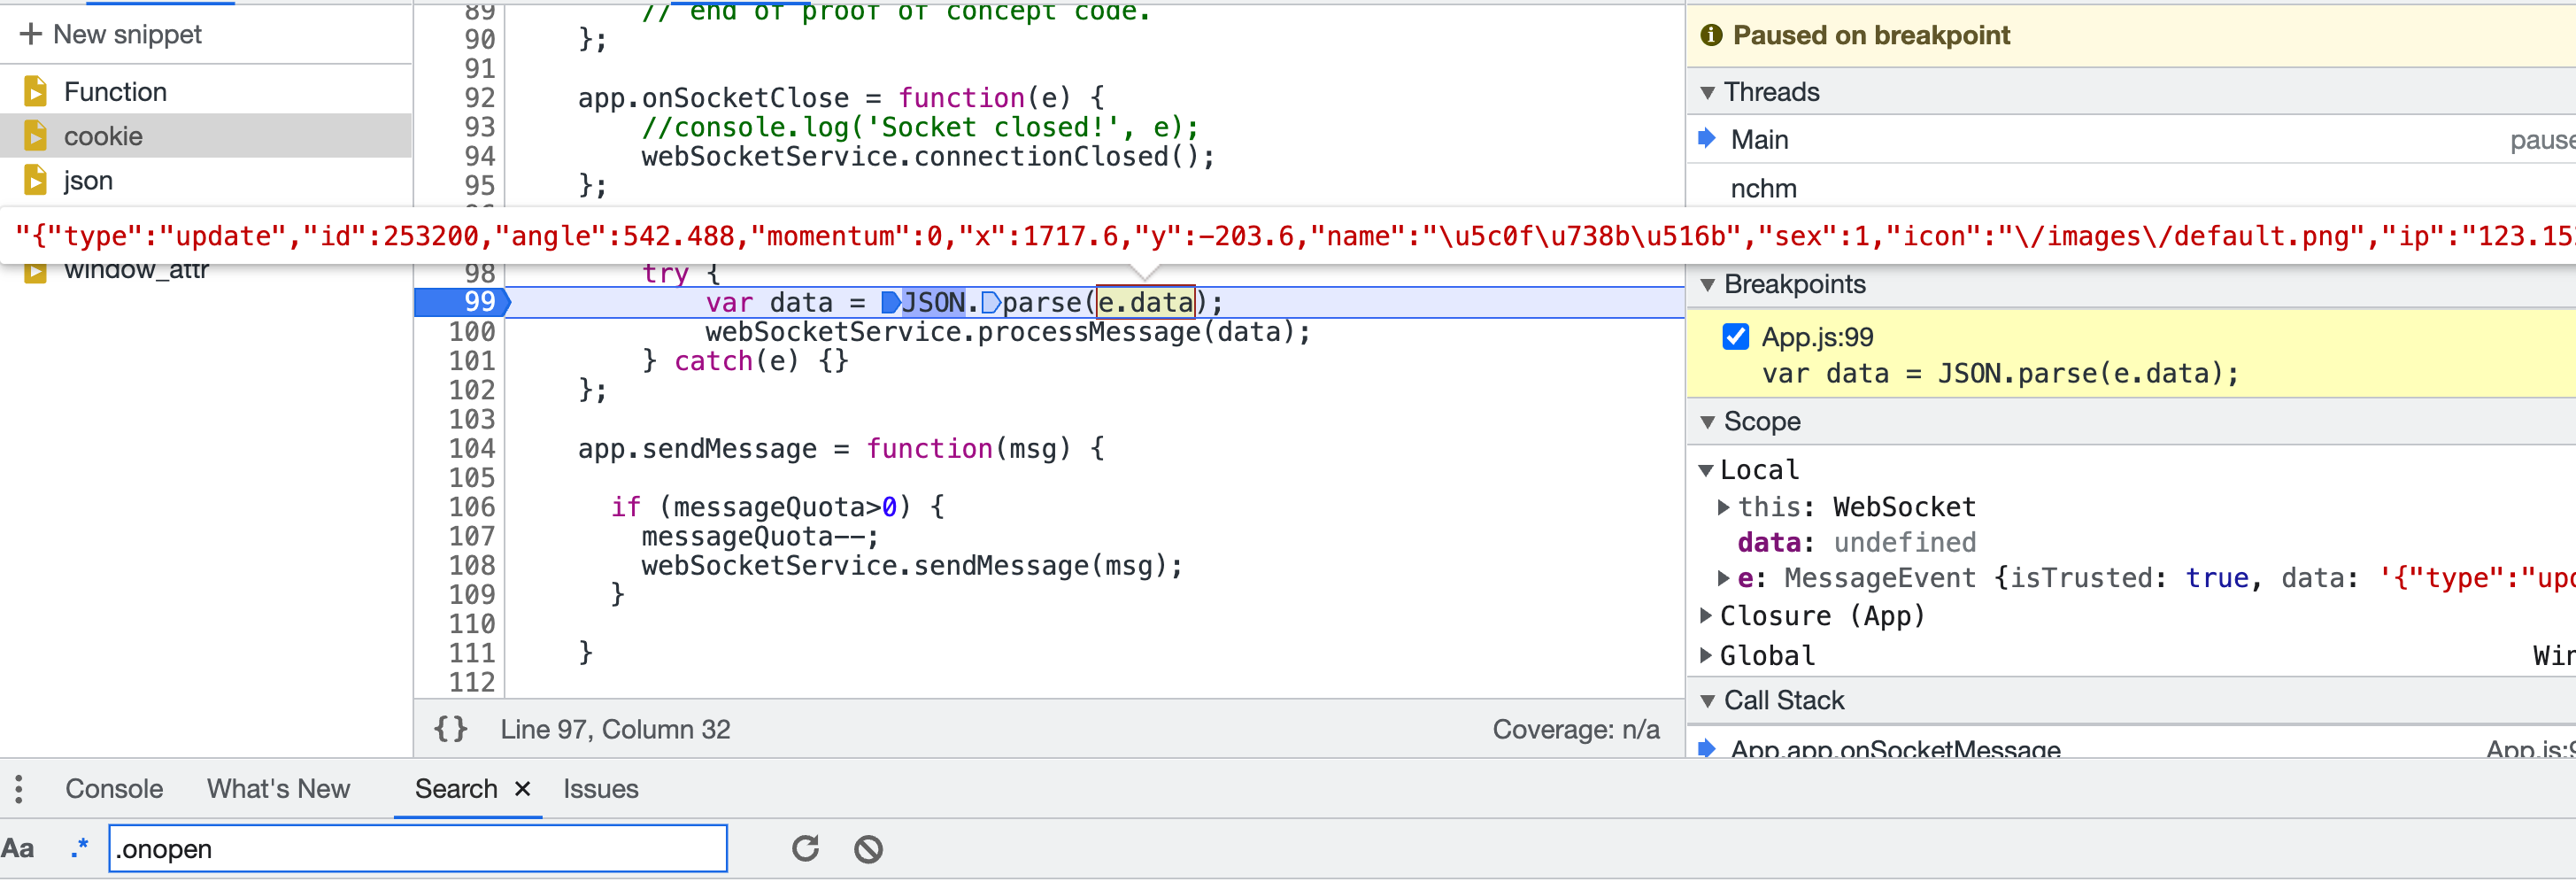 New snippet
Function
cookie
json
window_attr
89 // end of proof of concept code.
90 };
91
92 app.onSocketClose = function(e) {
93 //console.log('Socket closed!', e);
94 webSocketService.connectionClosed();
95 };
"{"type":"update","id":253200,"angle":542.488,"momentum":0,"x":1717.6,"y":-203.6,"name":"\u5c0f\u738b\u516b","sex":1,"icon":"\/images\/default.png","ip":"123.15
98 try {
99 var data = JSON.parse(e.data);
100 webSocketService.processMessage(data);
101 } catch(e) {}
102 };
103
104 app.sendMessage = function(msg) {
105
106 if (messageQuota>0) {
107 messageQuota--;
108 webSocketService.sendMessage(msg);
109 }
110
111 }
112
{} Line 97, Column 32 Coverage: n/a
Paused on breakpoint
Threads
Main pause
nchm
Breakpoints
App.js:99
var data = JSON.parse(e.data);
Scope
Local
this: WebSocket
data: undefined
e: MessageEvent {isTrusted: true, data: '{"type":"upd
Closure (App)
Global Win
Call Stack
App.app.onSocketMessage App.js:9
Console What's New Search × Issues
Aa .* .onopen